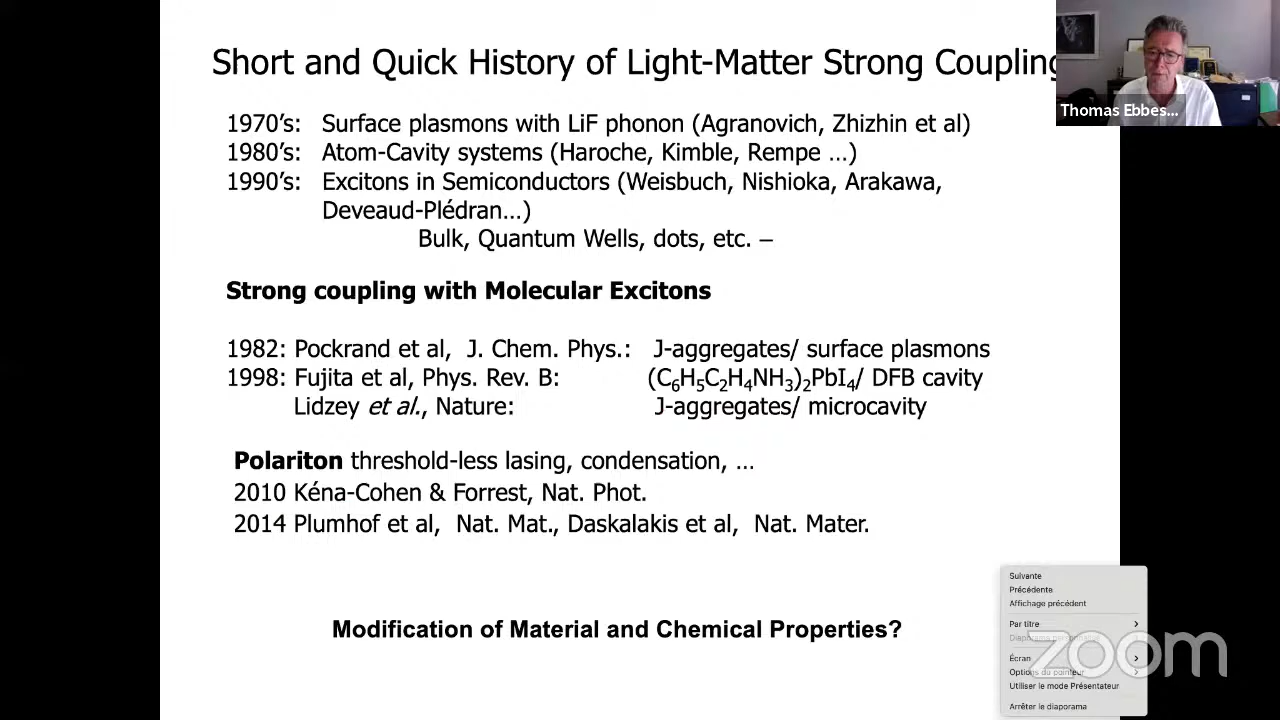 Short and Quick History of Light-Matter Strong Coupling
Thomas Ebbes...
1970's: Surface plasmons with LiF phonon (Agranovich, Zhizhin et al)
1980's: Atom-Cavity systems (Haroche, Kimble, Rempe …)
1990's: Excitons in Semiconductors (Weisbuch, Nishioka, Arakawa,
Deveaud-Plédran…)
Bulk, Quantum Wells, dots, etc. –
Strong coupling with Molecular Excitons
1982: Pockrand et al, J. Chem. Phys.: J-aggregates/ surface plasmons
1998: Fujita et al, Phys. Rev. B: (C₆H₅C₂H₄NH₃)₂PbI₄/ DFB cavity
Lidzey et al., Nature: J-aggregates/ microcavity
Polariton threshold-less lasing, condensation, …
2010 Kéna-Cohen & Forrest, Nat. Phot.
2014 Plumhof et al, Nat. Mat., Daskalakis et al, Nat. Mater.
Modification of Material and Chemical Properties?
Suivante
Précédente
Affichage précédent
Par titre
Diaporama personnalisé
Écran
Options du pointeur
Utiliser le mode Présentateur
Arrêter le diaporama
zoom